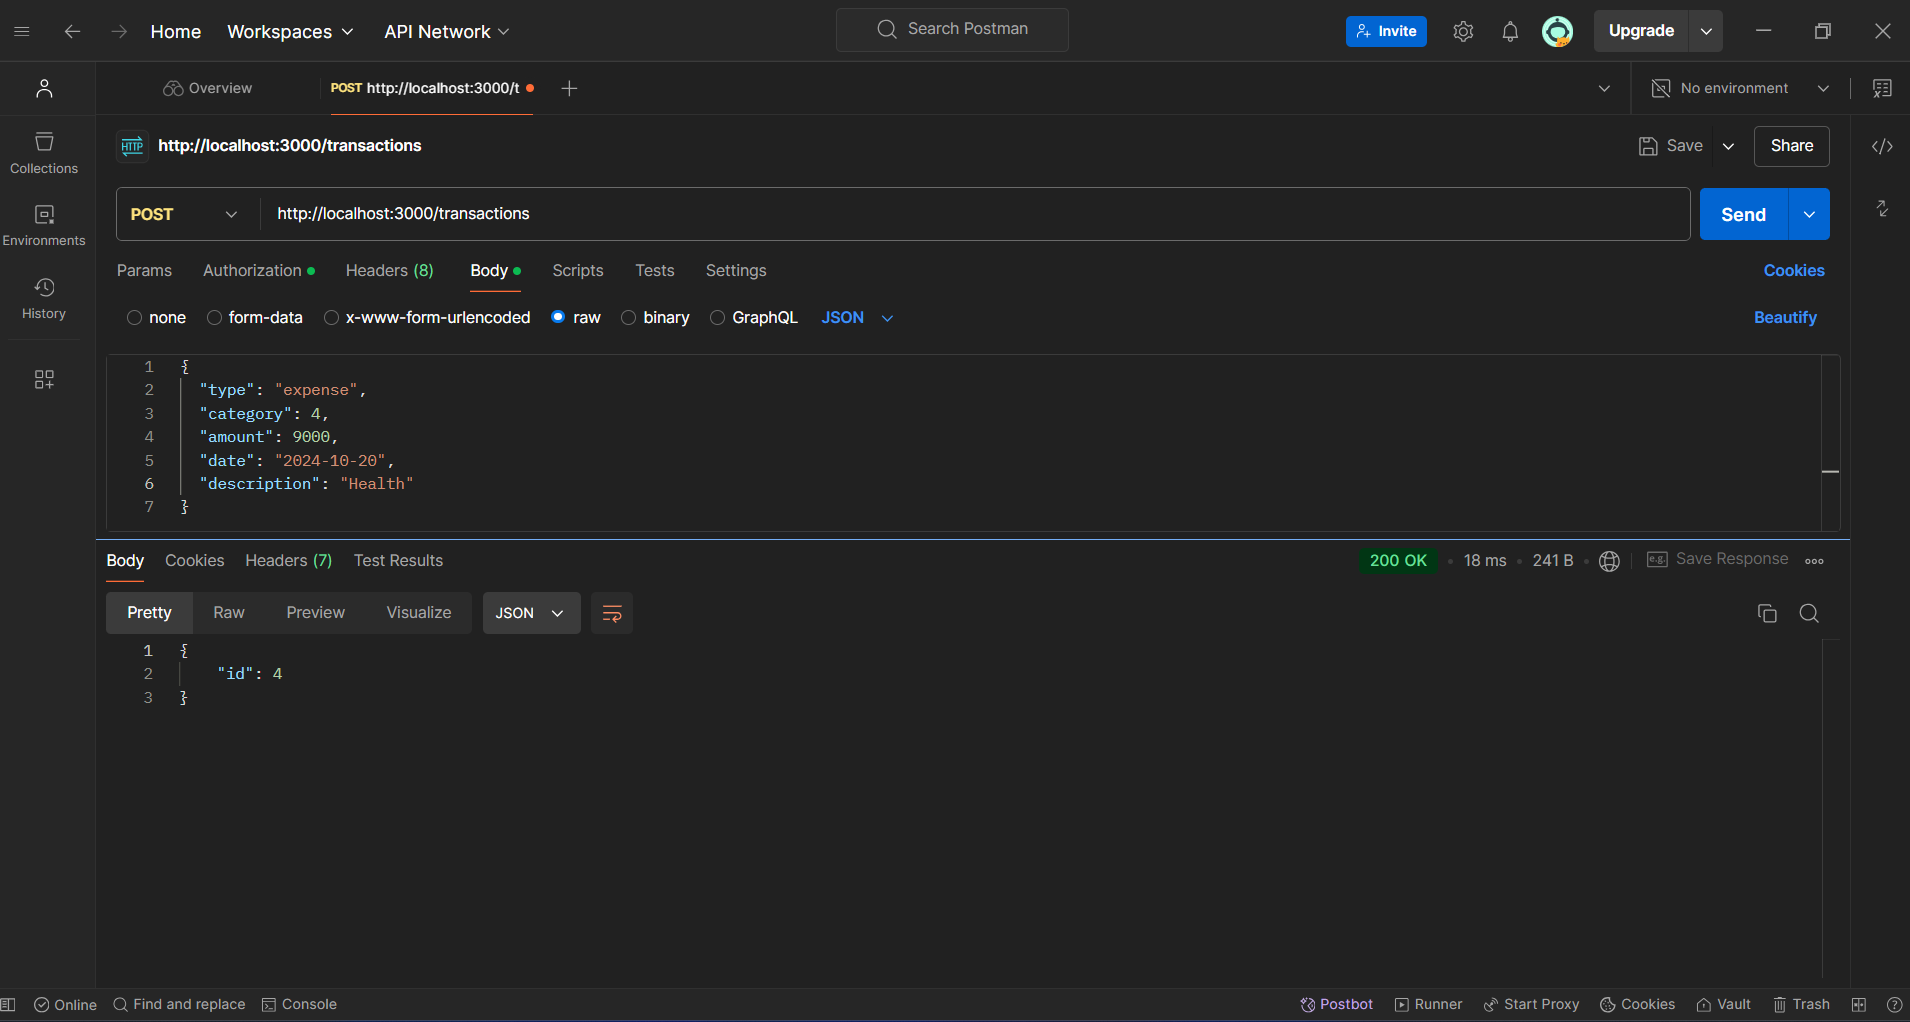 Home Workspaces API Network Search Postman Invite Upgrade
Overview POST http://localhost:3000/t No environment
HTTP http://localhost:3000/transactions Save Share
Collections
Environments
History
POST http://localhost:3000/transactions Send
Params Authorization Headers (8) Body Scripts Tests Settings Cookies
none form-data x-www-form-urlencoded raw binary GraphQL JSON Beautify
1 {
2 "type": "expense",
3 "category": 4,
4 "amount": 9000,
5 "date": "2024-10-20",
6 "description": "Health"
7 }
Body Cookies Headers (7) Test Results 200 OK • 18 ms • 241 B • e.g. Save Response
Pretty Raw Preview Visualize JSON
1 {
2 "id": 4
3 }
Online Find and replace Console Postbot Runner Start Proxy Cookies Vault Trash